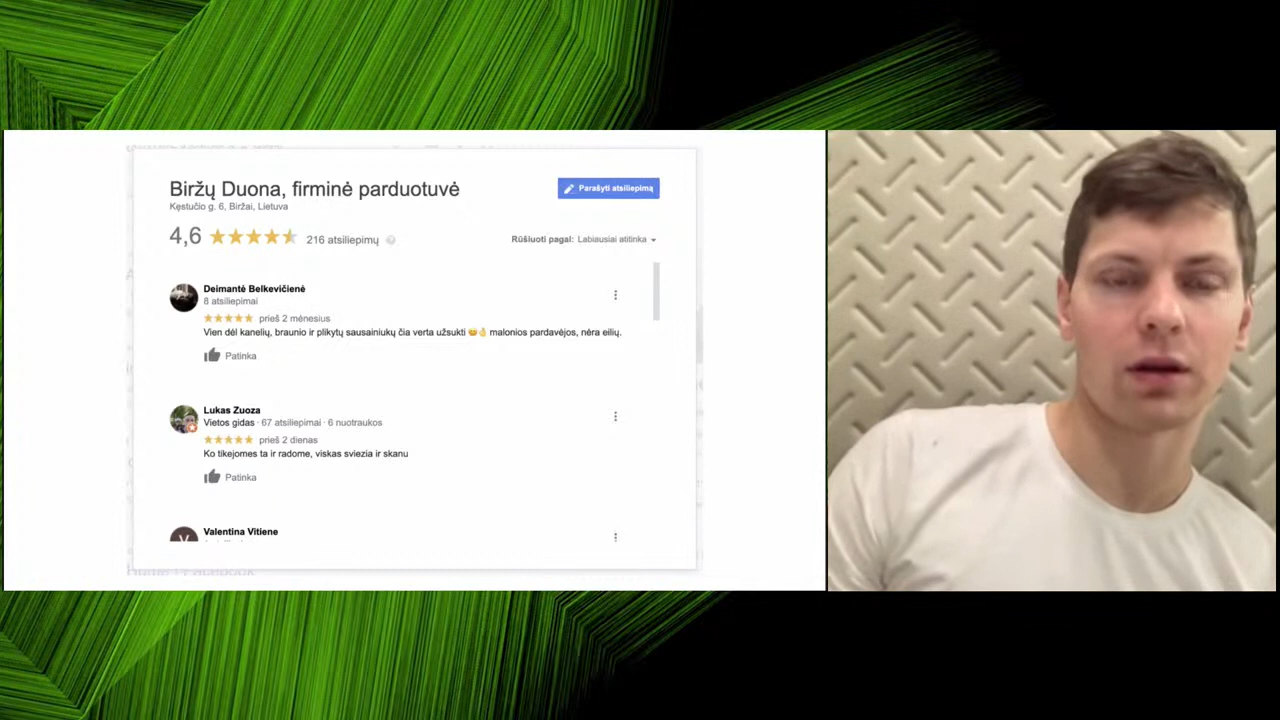 Biržų Duona, firminė parduotuvė
Parašyti atsiliepimą
Kęstučio g. 6, Biržai, Lietuva
4,6 216 atsiliepimų
Rūšiuoti pagal: Labiausiai atitinka
Deimantė Belkevičienė
8 atsiliepimai
prieš 2 mėnesius
Vien dėl kanelių, braunio ir plikytų sausainiukų čia verta užsukti 😋👌 malonios pardavėjos, nėra eilių.
Patinka
Lukas Zuoza
Vietos gidas · 67 atsiliepimai · 6 nuotraukos
prieš 2 dienas
Ko tikejomes ta ir radome, viskas sviezia ir skanu
Patinka
Valentina Vitiene
V